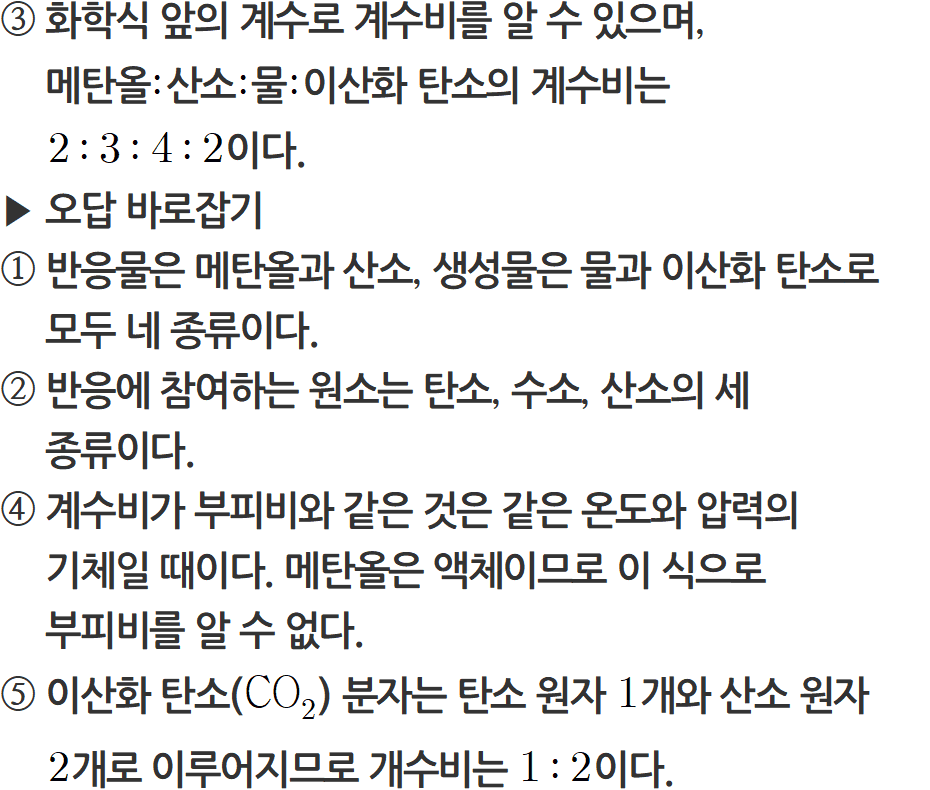 ③ 화학식 앞의 계수로 계수비를 알 수 있으며,
메탄올:산소:물:이산화 탄소의 계수비는
2 : 3 : 4 : 2이다.
▶ 오답 바로잡기
① 반응물은 메탄올과 산소, 생성물은 물과 이산화 탄소로
모두 네 종류이다.
② 반응에 참여하는 원소는 탄소, 수소, 산소의 세
종류이다.
④ 계수비가 부피비와 같은 것은 같은 온도와 압력의
기체일 때이다. 메탄올은 액체이므로 이 식으로
부피비를 알 수 없다.
⑤ 이산화 탄소(CO₂) 분자는 탄소 원자 1개와 산소 원자
2개로 이루어지므로 개수비는 1 : 2이다.